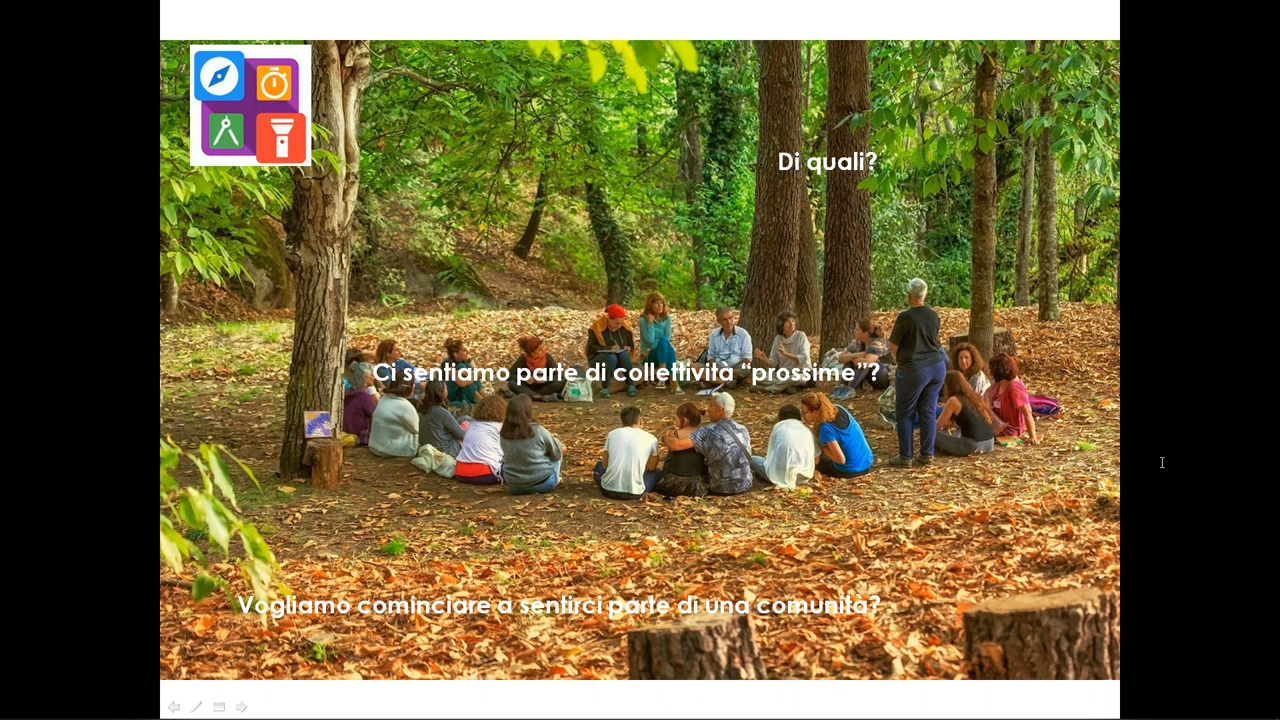 Di quali?
Ci sentiamo parte di collettività “prossime”?
Vogliamo cominciare a sentirci parte di una comunità?